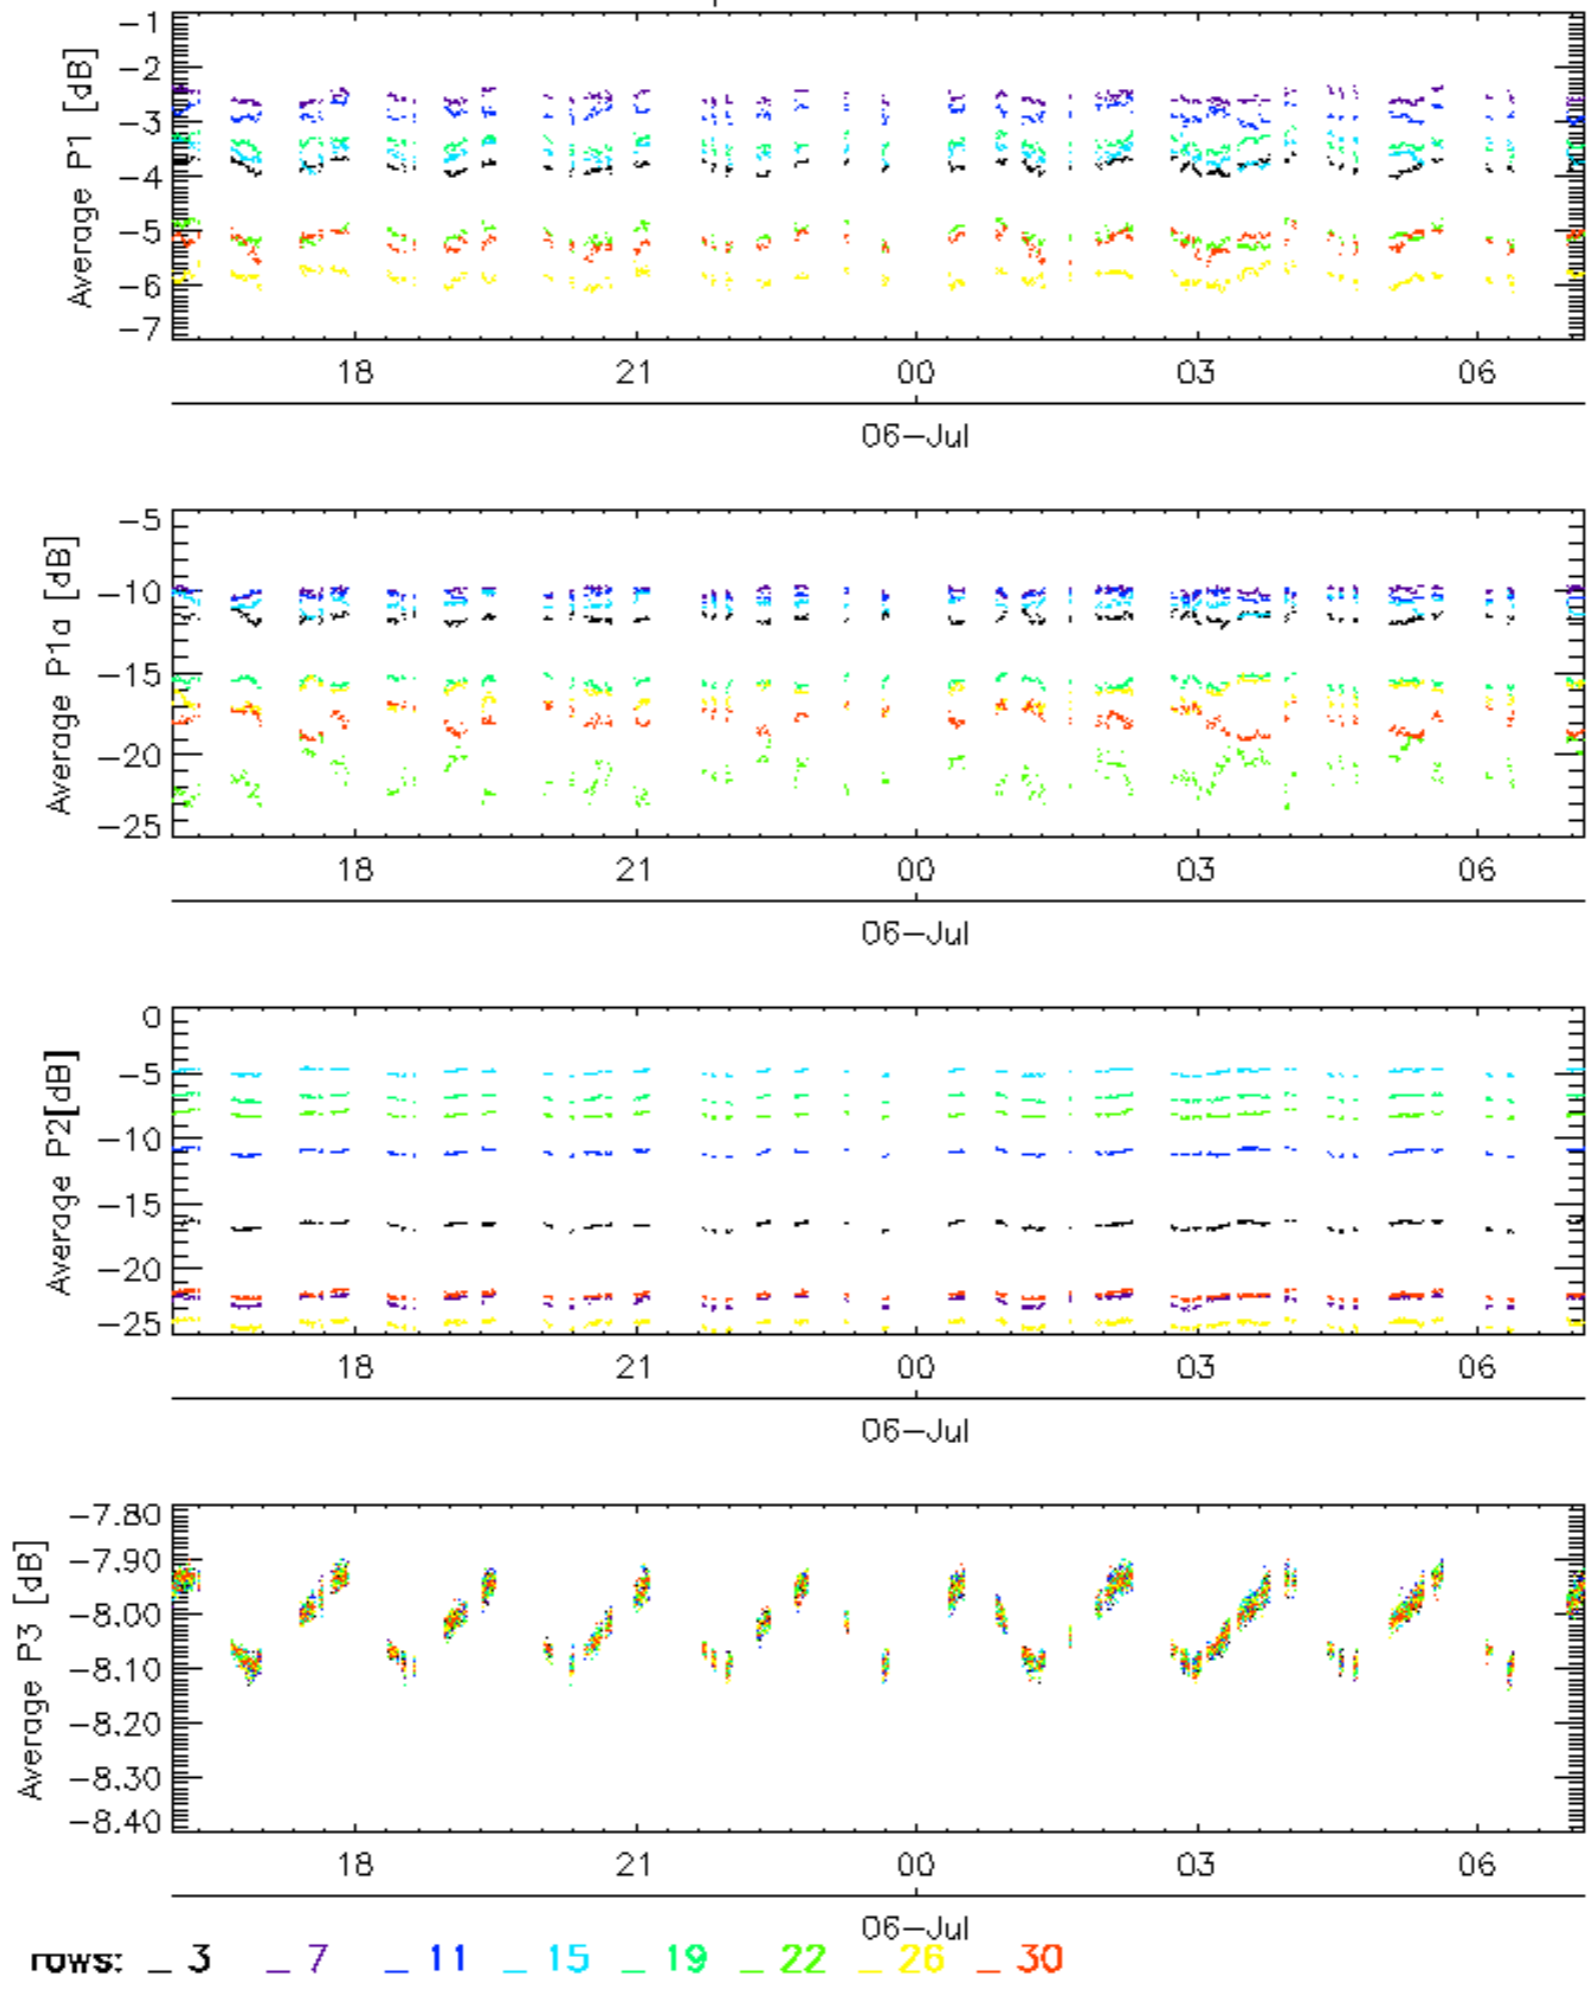 Average P1 [dB]
-1
-2
-3
-4
-5
-6
-7
18 21 00 03 06
06-Jul
Average P1a [dB]
-5
-10
-15
-20
-25
18 21 00 03 06
06-Jul
Average P2[dB]
0
-5
-10
-15
-20
-25
18 21 00 03 06
06-Jul
Average P3 [dB]
-7.80
-7.90
-8.00
-8.10
-8.20
-8.30
-8.40
18 21 00 03 06
06-Jul
rows: _ 3 _ 7 _ 11 _ 15 _ 19 _ 22 _ 26 _ 30